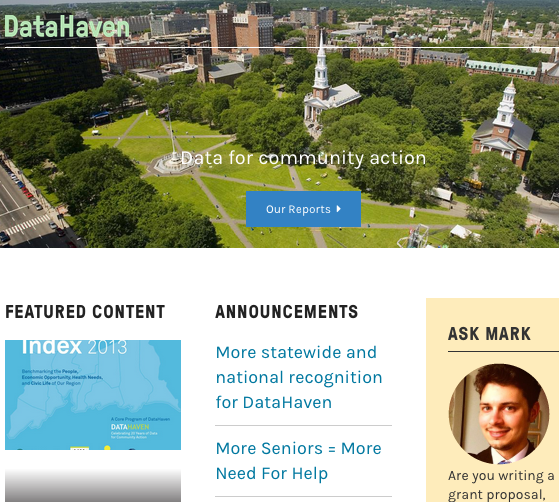 DataHaven
Data for community action
Our Reports
FEATURED CONTENT
Index 2013
Benchmarking the People,
Economic Opportunity, Health Needs,
and Civic Life of Our Region
A Core Program of DataHaven
DATAHAVEN
ANNOUNCEMENTS
More statewide and
national recognition
for DataHaven
More Seniors = More
Need For Help
ASK MARK
Are you writing a
grant proposal,